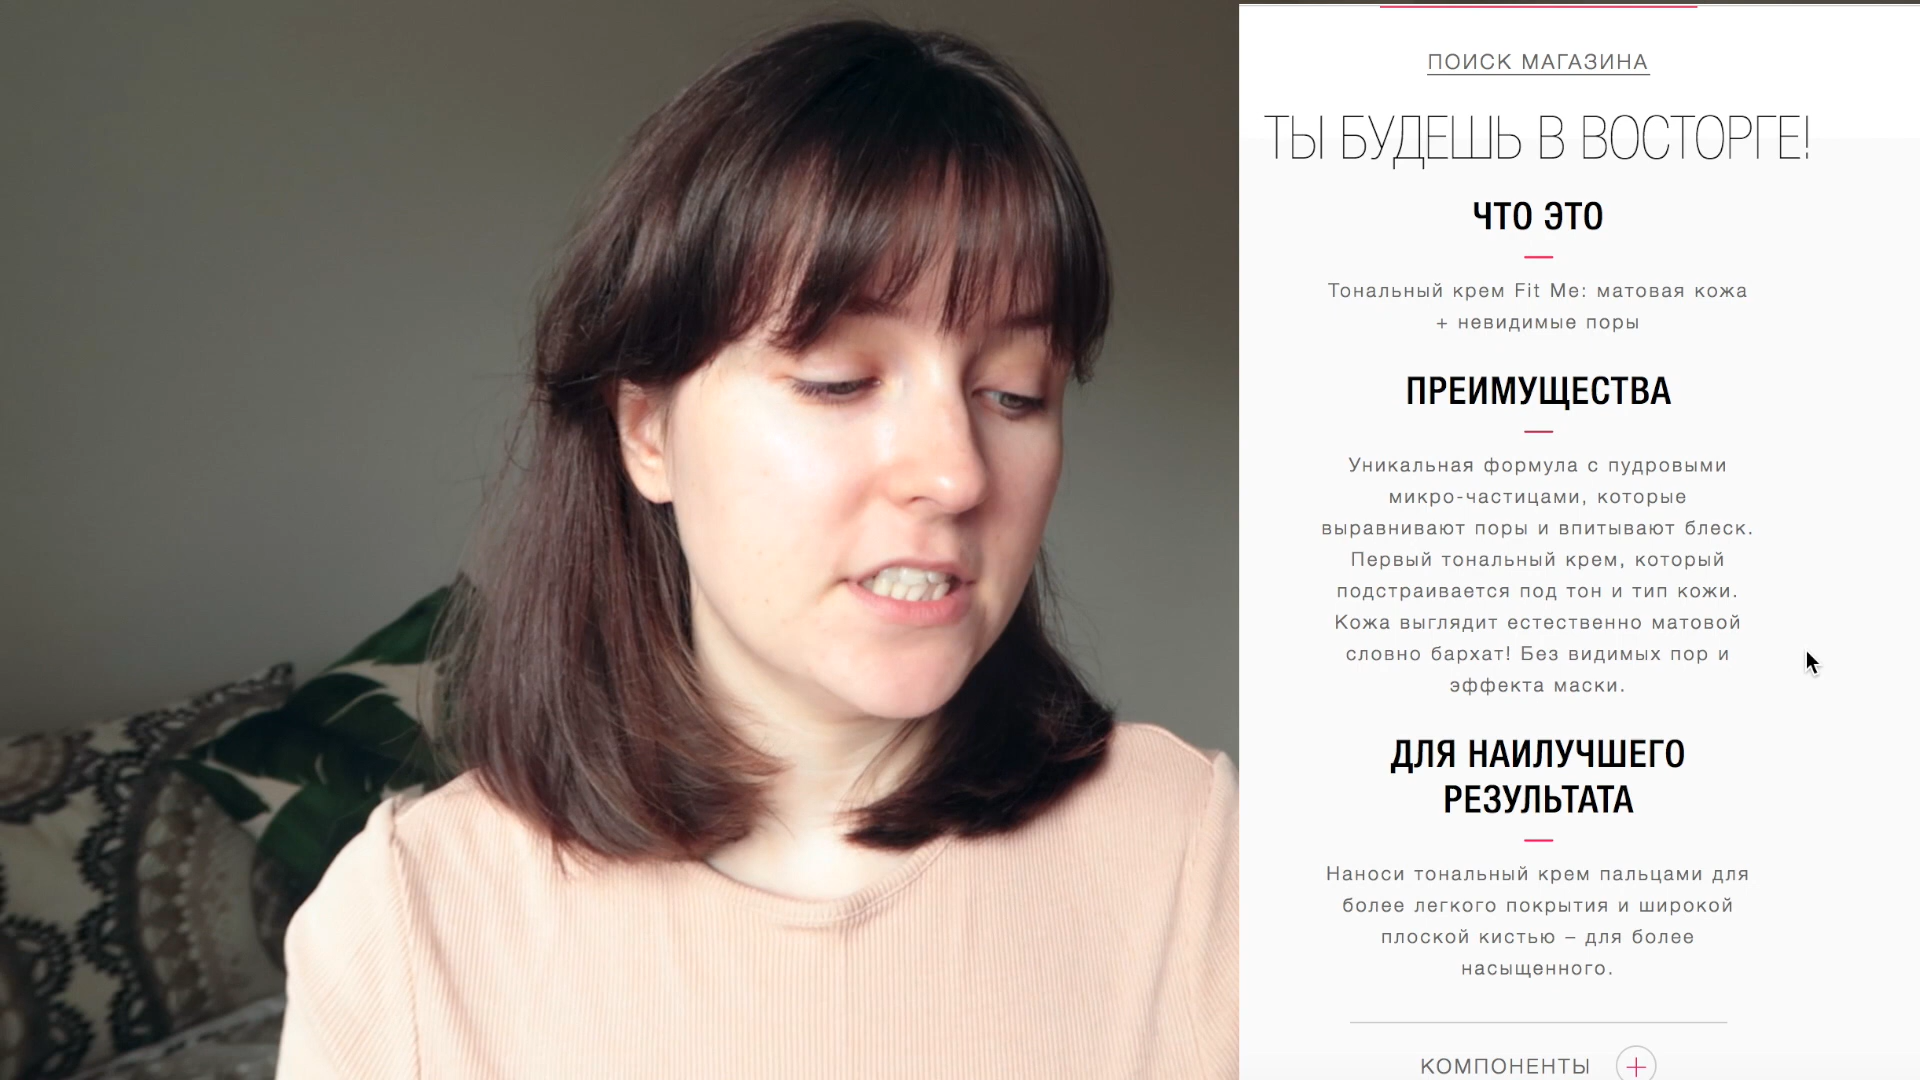 ПОИСК МАГАЗИНА
ТЫ БУДЕШЬ В ВОСТОРГЕ!
ЧТО ЭТО
Тональный крем Fit Me: матовая кожа
+ невидимые поры
ПРЕИМУЩЕСТВА
Уникальная формула с пудровыми
микро-частицами, которые
выравнивают поры и впитывают блеск.
Первый тональный крем, который
подстраивается под тон и тип кожи.
Кожа выглядит естественно матовой
словно бархат! Без видимых пор и
эффекта маски.
ДЛЯ НАИЛУЧШЕГО
РЕЗУЛЬТАТА
Наноси тональный крем пальцами для
более легкого покрытия и широкой
плоской кистью – для более
насыщенного.
КОМПОНЕНТЫ